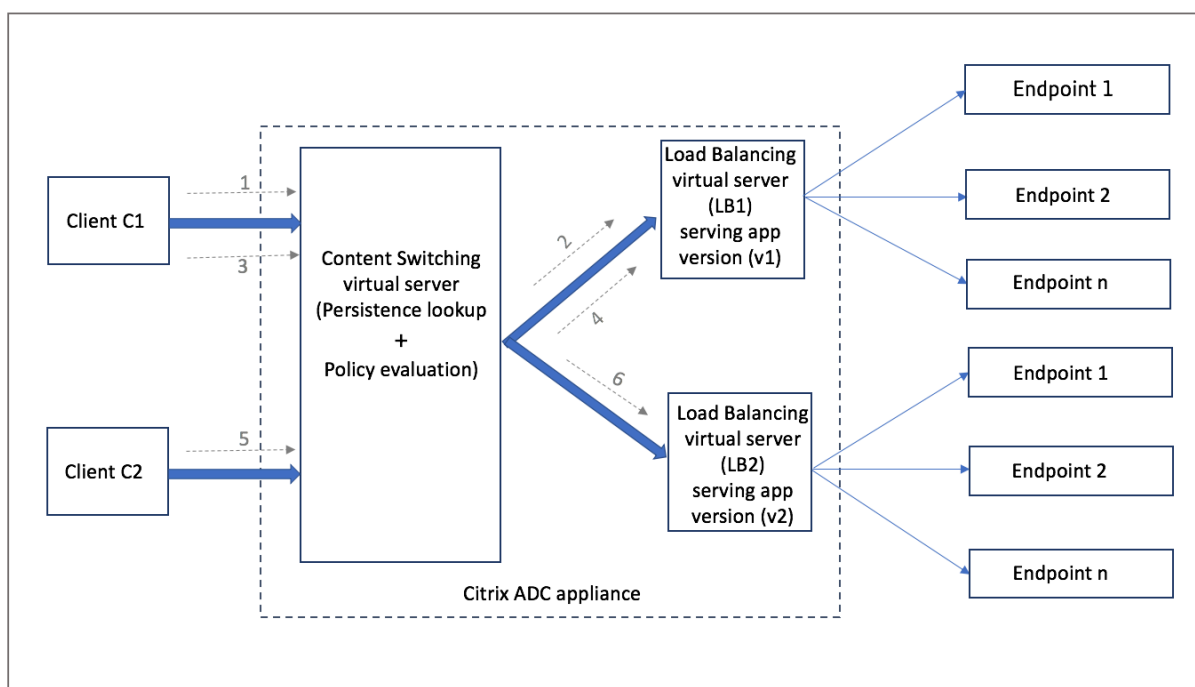 Endpoint 1
Load Balancing
virtual server
(LB1)
serving app
version (v1)
1
Client C1
Endpoint 2
2
3
Content Switching
virtual server
(Persistence lookup
+
Policy evaluation)
Endpoint n
4
6
Endpoint 1
Load Balancing
virtual server
(LB2)
serving app
version (v2)
5
Client C2
Endpoint 2
Endpoint n
Citrix ADC appliance